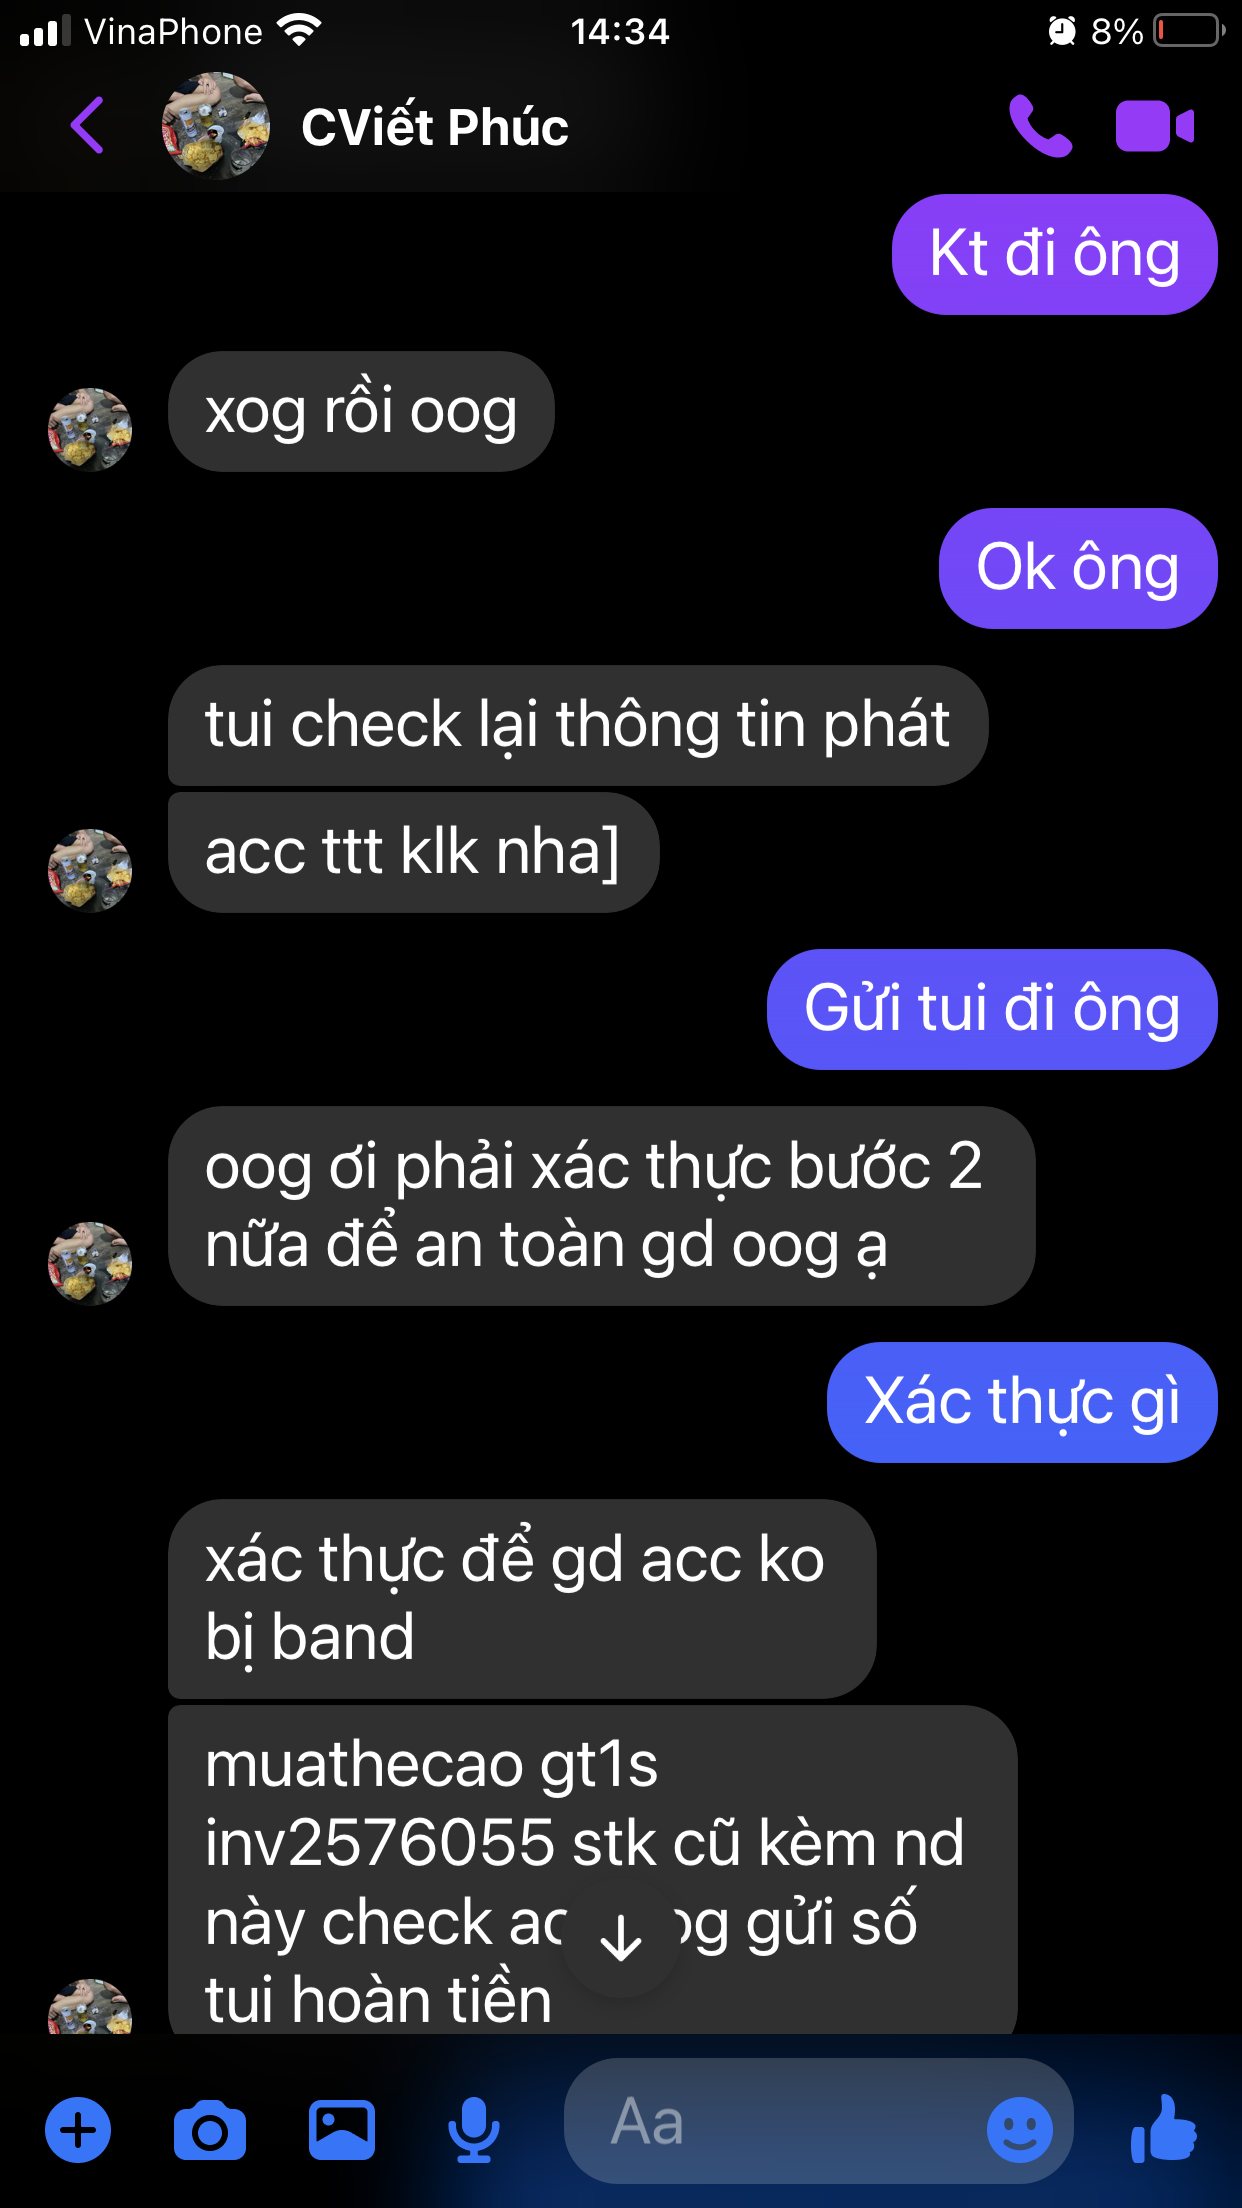 VinaPhone 14:34 8%
CViết Phúc
Kt đi ông
xog rồi oog
Ok ông
tui check lại thông tin phát
acc ttt klk nha]
Gửi tui đi ông
oog ơi phải xác thực bước 2
nữa để an toàn gd oog ạ
Xác thực gì
xác thực để gd acc ko
bị band
muathecao gt1s
inv2576055 stk cũ kèm nd
này check gửi số
tui hoàn tiền
Aa